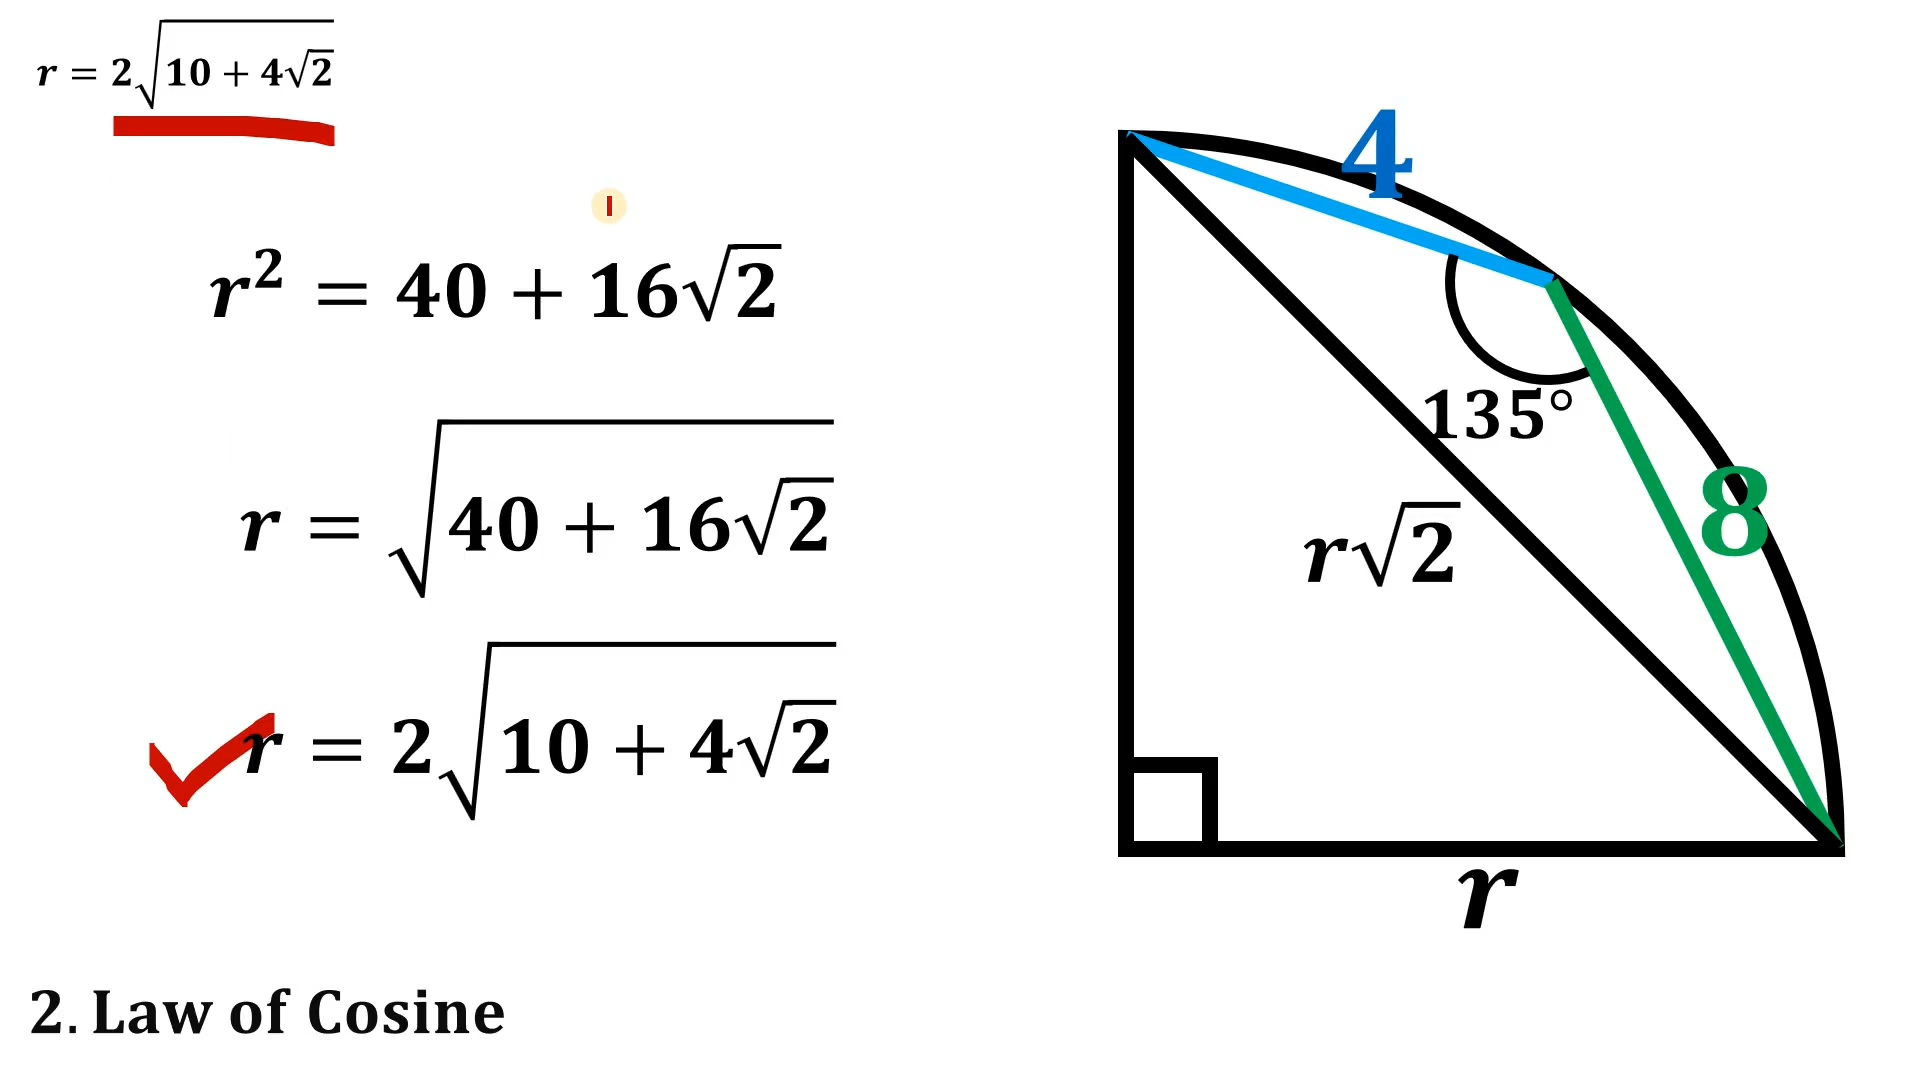 r = 2√(10 + 4√2)
r² = 40 + 16√2
r = √(40 + 16√2)
r = 2√(10 + 4√2)
2. Law of Cosine
4
135°
8
r√2
r